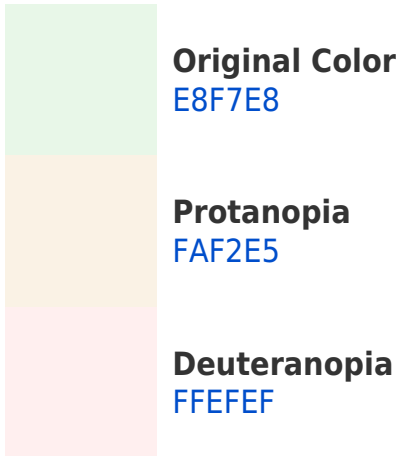 Original Color
E8F7E8
Protanopia
FAF2E5
Deuteranopia
FFEFEF